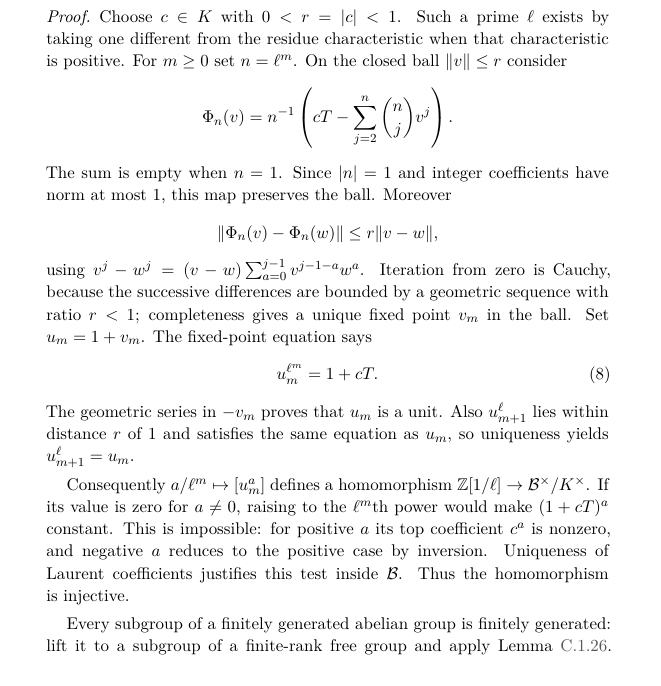 Proof. Choose c ∈ K with 0 < r = |c| < 1. Such a prime ℓ exists by
taking one different from the residue characteristic when that characteristic
is positive. For m ≥ 0 set n = ℓ^m. On the closed ball ‖v‖ ≤ r consider
Φ_n(v) = n^{-1} ( cT − ∑_{j=2}^{n} \binom{n}{j} v^j ).
The sum is empty when n = 1. Since |n| = 1 and integer coefficients have
norm at most 1, this map preserves the ball. Moreover
‖Φ_n(v) − Φ_n(w)‖ ≤ r‖v − w‖,
using v^j − w^j = (v − w) ∑_{a=0}^{j−1} v^{j−1−a} w^a. Iteration from zero is Cauchy,
because the successive differences are bounded by a geometric sequence with
ratio r < 1; completeness gives a unique fixed point v_m in the ball. Set
u_m = 1 + v_m. The fixed-point equation says
u_m^{ℓ^m} = 1 + cT. (8)
The geometric series in −v_m proves that u_m is a unit. Also u_{m+1}^ℓ lies within
distance r of 1 and satisfies the same equation as u_m, so uniqueness yields
u_{m+1}^ℓ = u_m.
Consequently a/ℓ^m ↦ [u_m^a] defines a homomorphism ℤ[1/ℓ] → ℬ^×/K^×. If
its value is zero for a ≠ 0, raising to the ℓ^m th power would make (1 + cT)^a
constant. This is impossible: for positive a its top coefficient c^a is nonzero,
and negative a reduces to the positive case by inversion. Uniqueness of
Laurent coefficients justifies this test inside ℬ. Thus the homomorphism
is injective.
Every subgroup of a finitely generated abelian group is finitely generated:
lift it to a subgroup of a finite-rank free group and apply Lemma C.1.26.